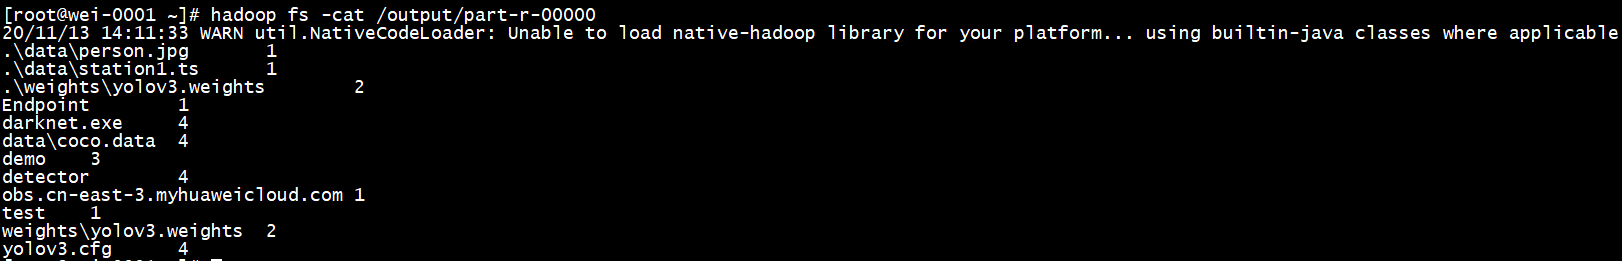 [root@wei-0001 ~]# hadoop fs -cat /output/part-r-00000
20/11/13 14:11:33 WARN util.NativeCodeLoader: Unable to load native-hadoop library for your platform... using builtin-java classes where applicable
.\data\person.jpg 1
.\data\station1.ts 1
.\weights\yolov3.weights 2
Endpoint 1
darknet.exe 4
data\coco.data 4
demo 3
detector 4
obs.cn-east-3.myhuaweicloud.com 1
test 1
weights\yolov3.weights 2
yolov3.cfg 4